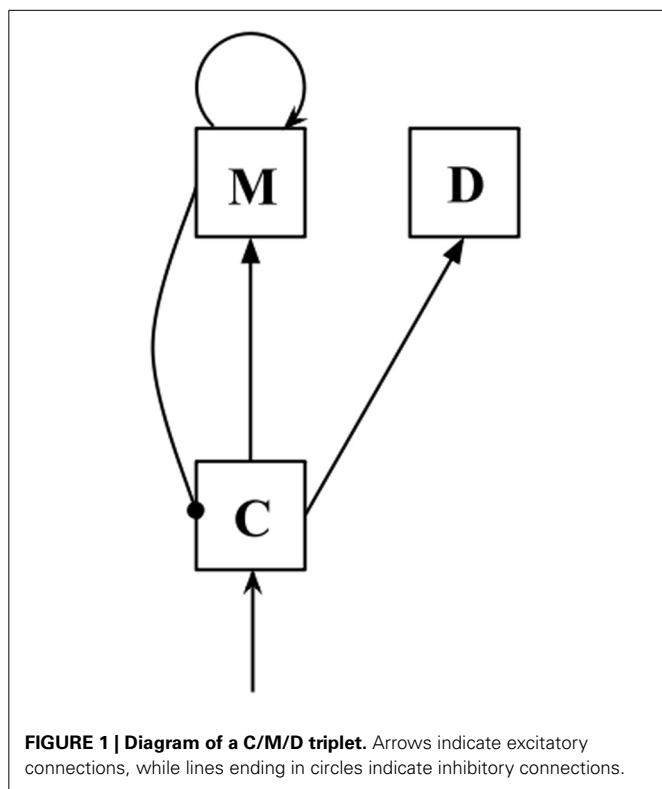 M
D
C
FIGURE 1 | Diagram of a C/M/D triplet. Arrows indicate excitatory
connections, while lines ending in circles indicate inhibitory connections.